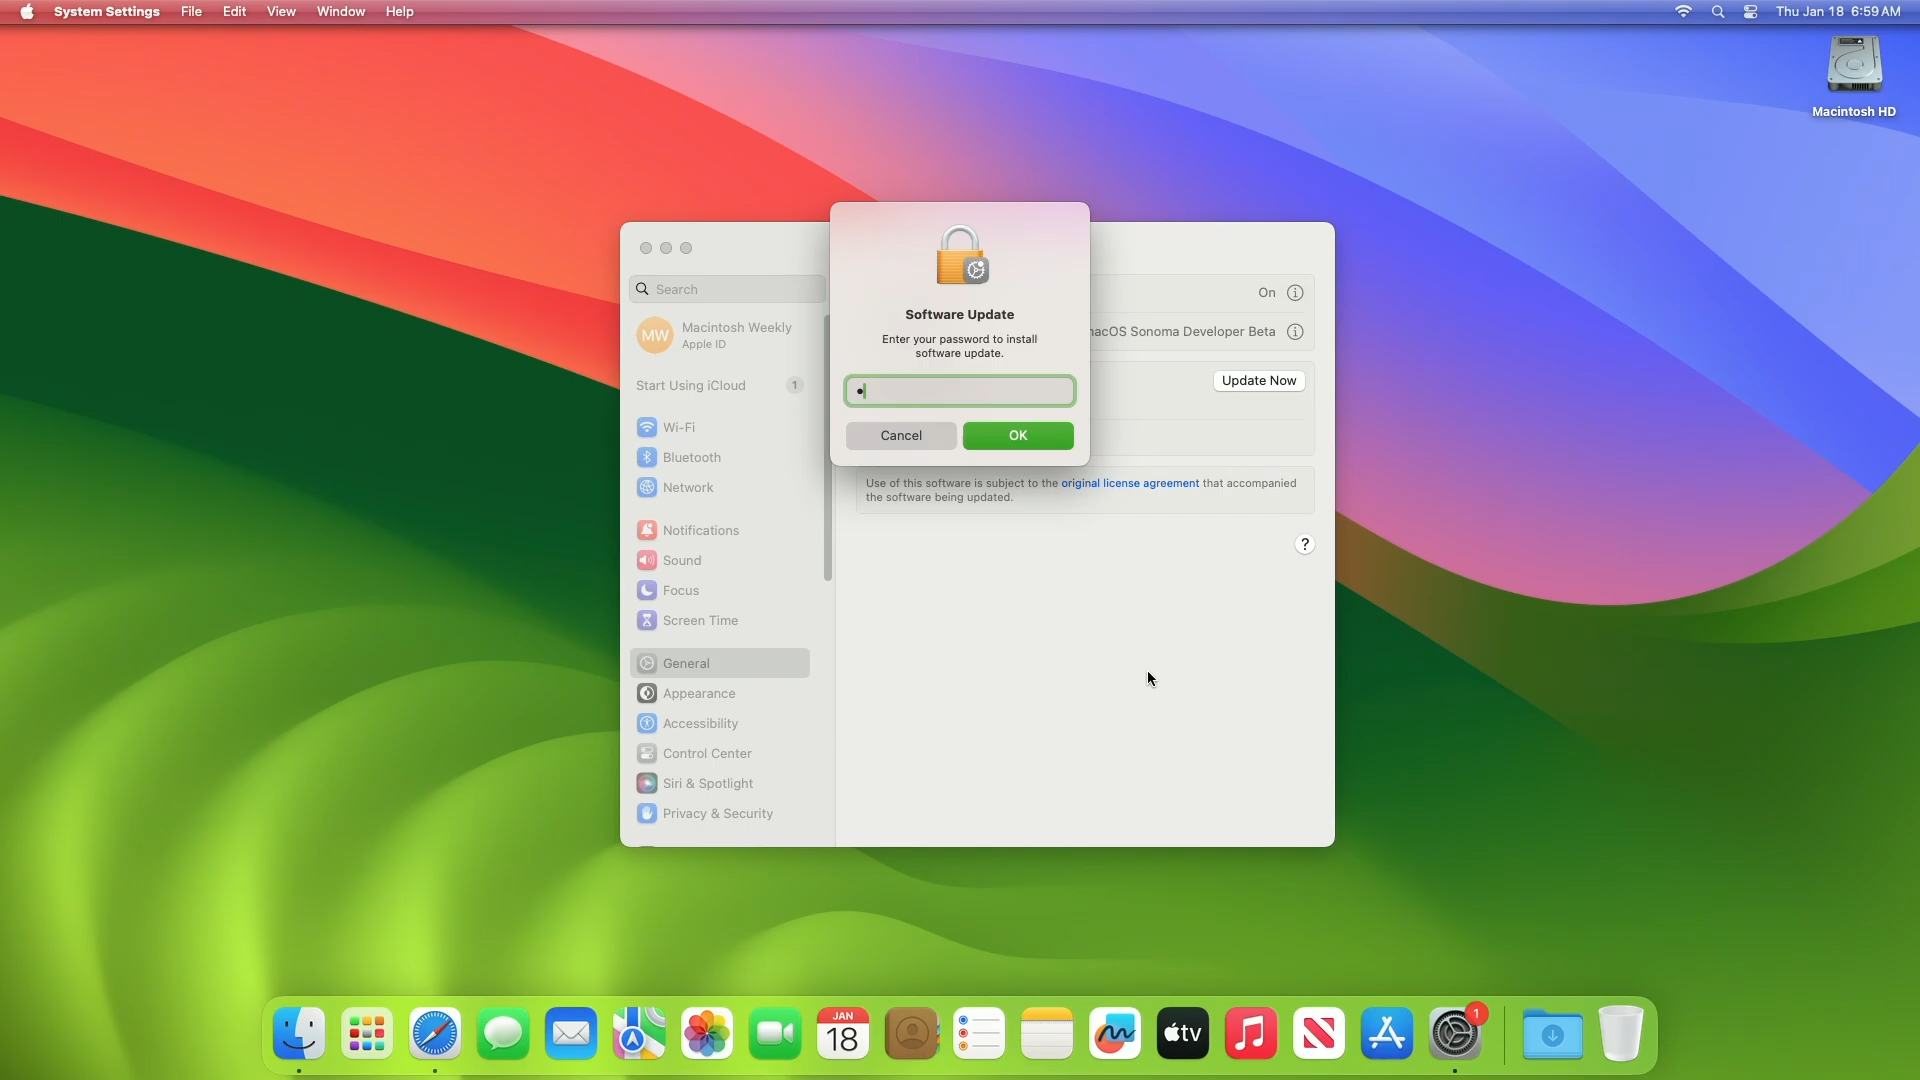 System Settings File Edit View Window Help Thu Jan 18 6:59 AM
Macintosh HD
Search
MW Macintosh Weekly
Apple ID
Start Using iCloud 1
Wi-Fi
Bluetooth
Network
Notifications
Sound
Focus
Screen Time
General
Appearance
Accessibility
Control Center
Siri & Spotlight
Privacy & Security
Software Update
Enter your password to install
software update.
Cancel OK
On
Sonoma Developer Beta
Update Now
Use of this software is subject to the original license agreement that accompanied
the software being updated.
?
JAN
18
tv
1